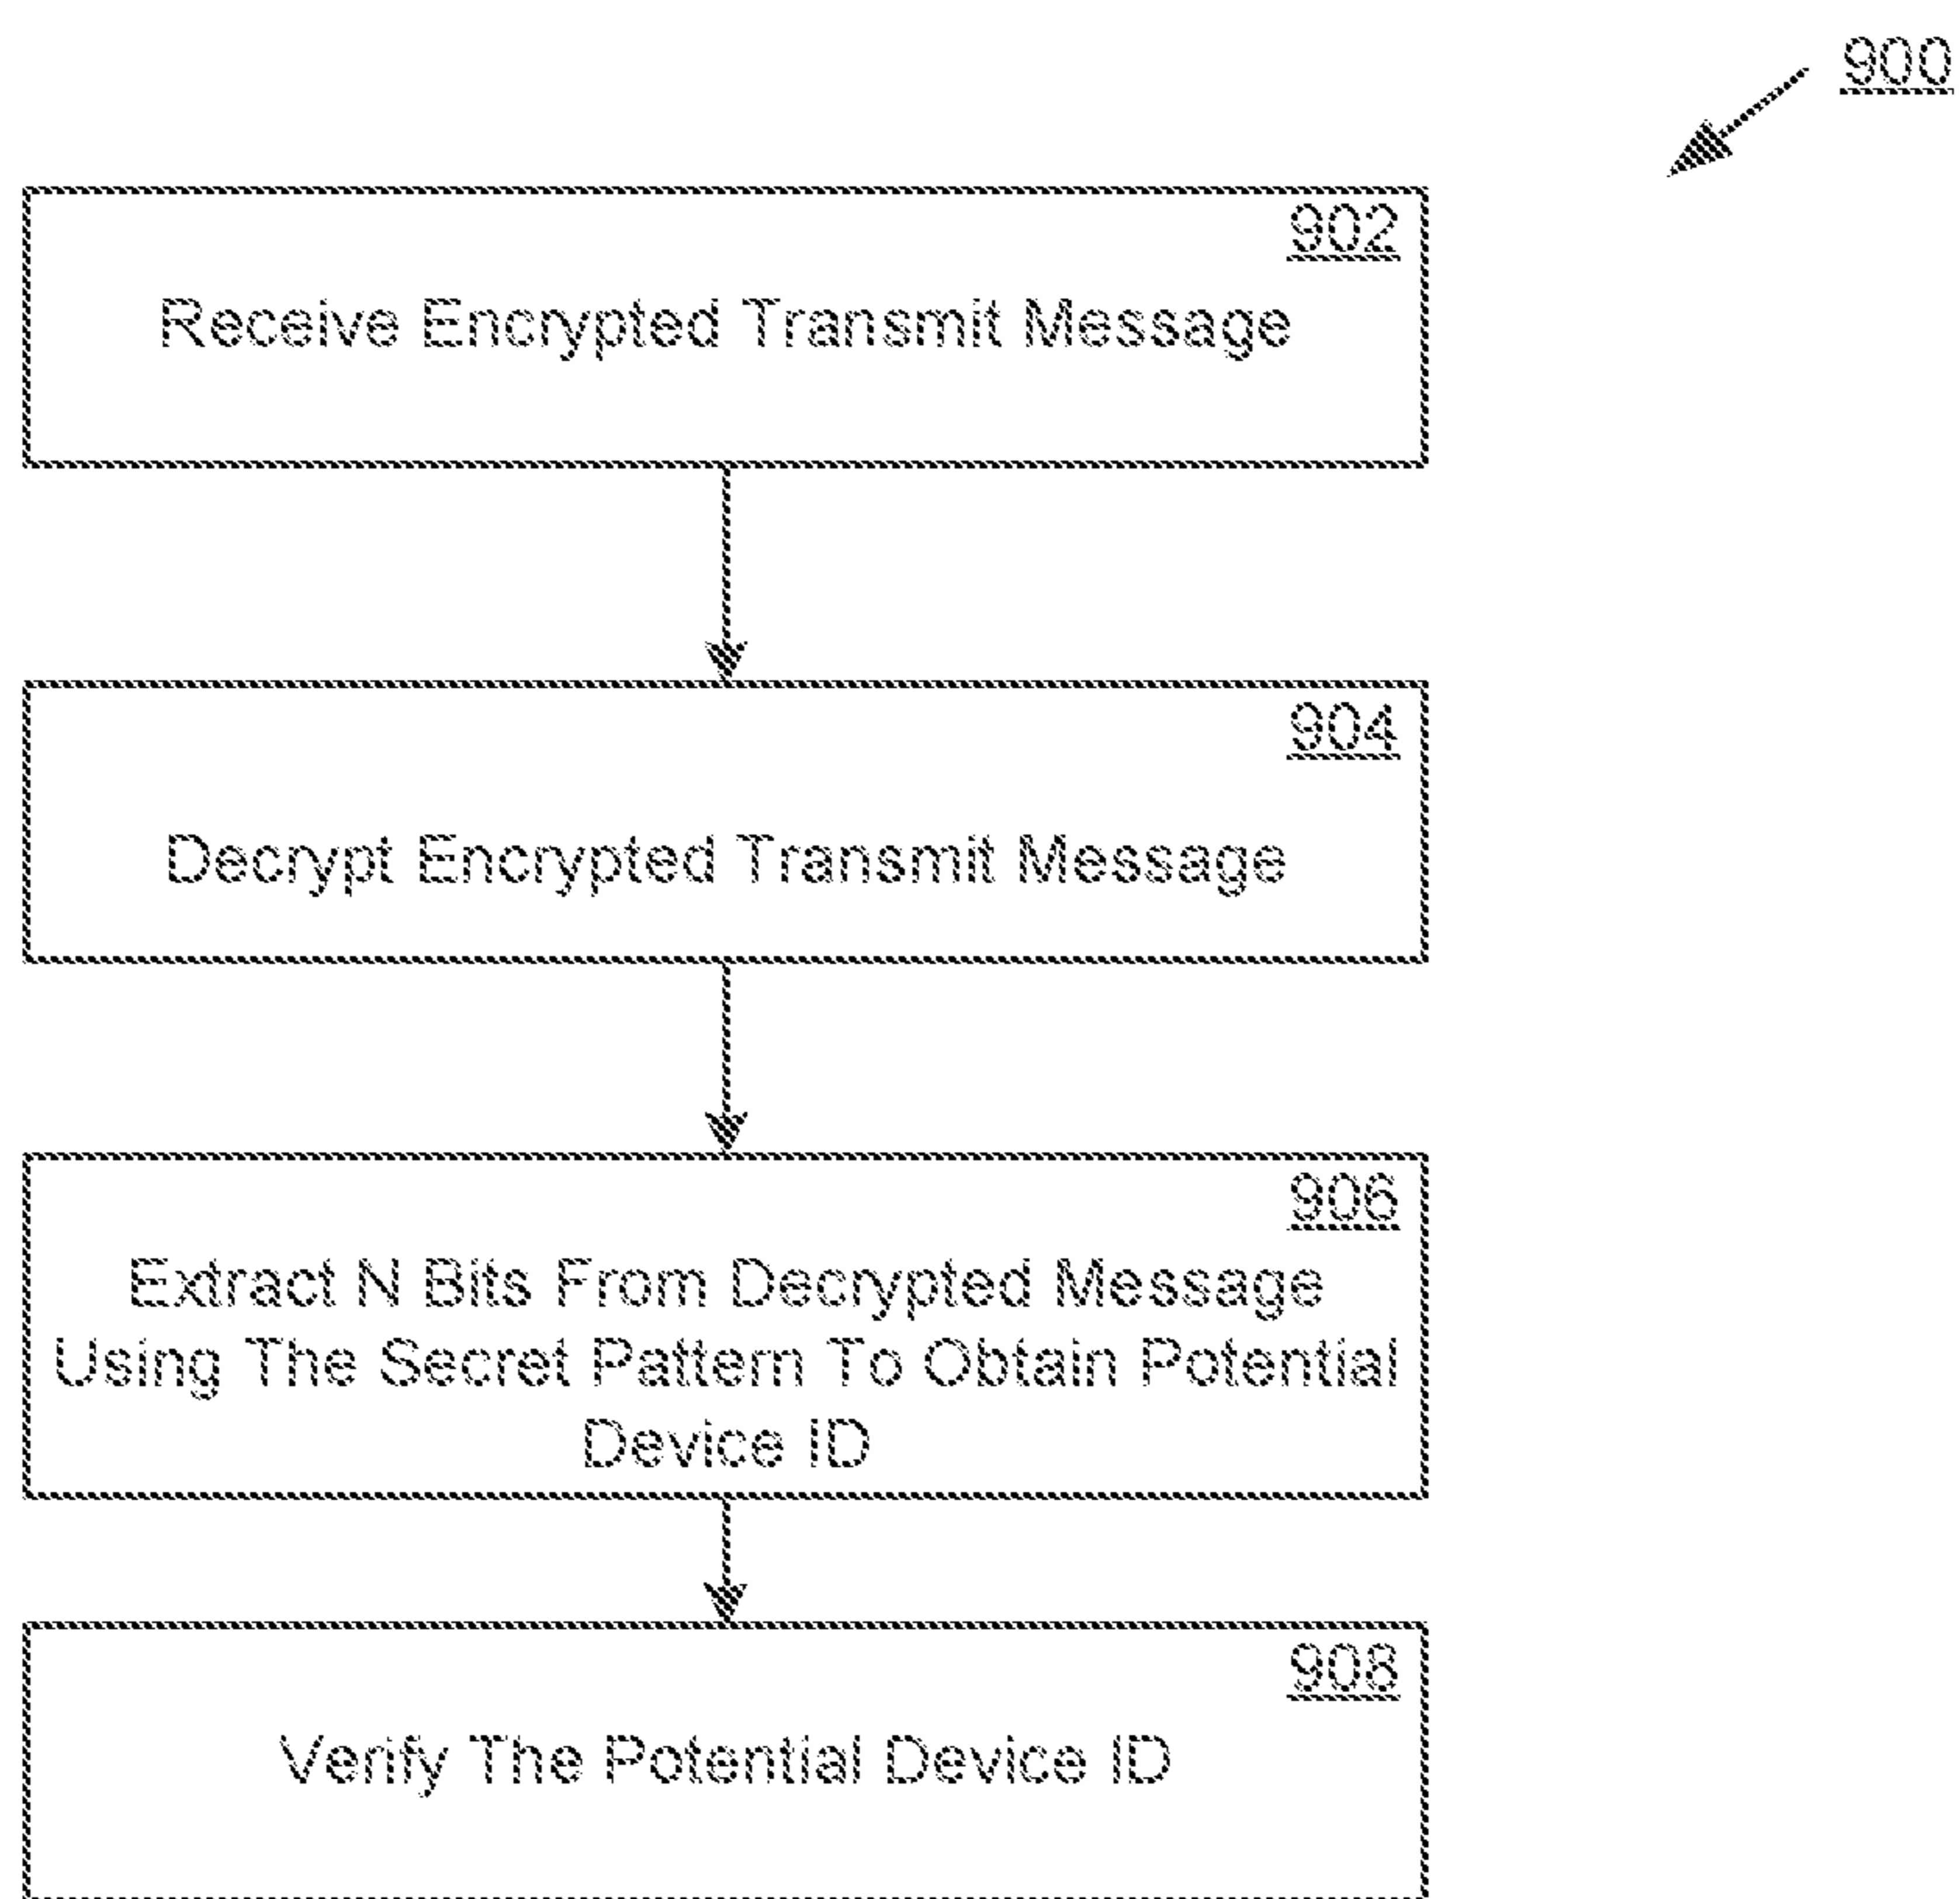 900
902
Receive Encrypted Transmit Message
904
Decrypt Encrypted Transmit Message
906
Extract N Bits From Decrypted Message
Using The Secret Pattern To Obtain Potential
Device ID
908
Verify The Potential Device ID